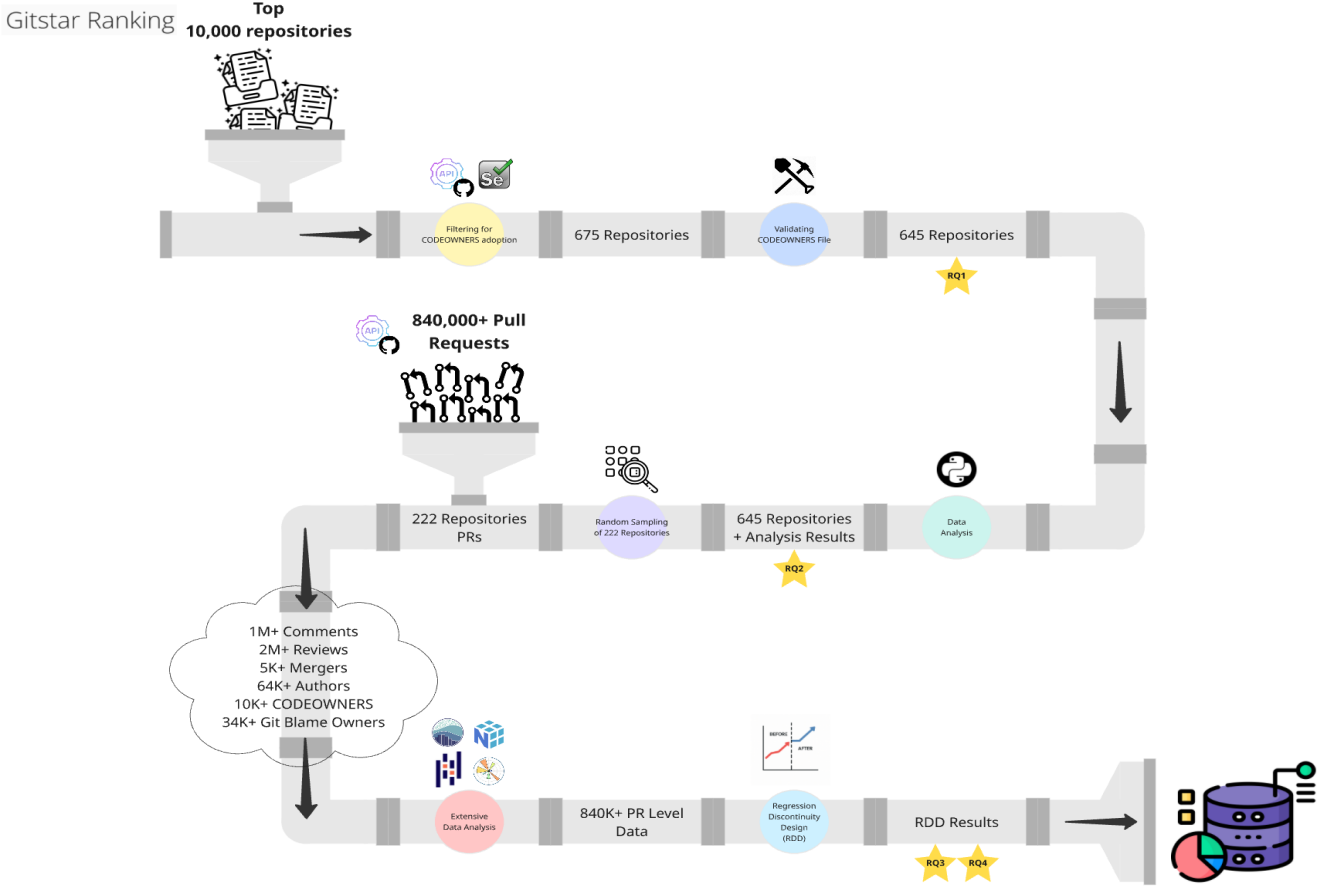 Gitstar Ranking
Top
10,000 repositories
API
Se
Filtering for
CODEOWNERS adoption
675 Repositories
Validating
CODEOWNERS File
645 Repositories
RQ1
API
840,000+ Pull
Requests
222 Repositories
PRs
Random Sampling
of 222 Repositories
645 Repositories
+ Analysis Results
RQ2
Data
Analysis
1M+ Comments
2M+ Reviews
5K+ Mergers
64K+ Authors
10K+ CODEOWNERS
34K+ Git Blame Owners
Extensive
Data Analysis
840K+ PR Level
Data
BEFORE
AFTER
Regression
Discontinuity
Design
(RDD)
RDD Results
RQ3
RQ4